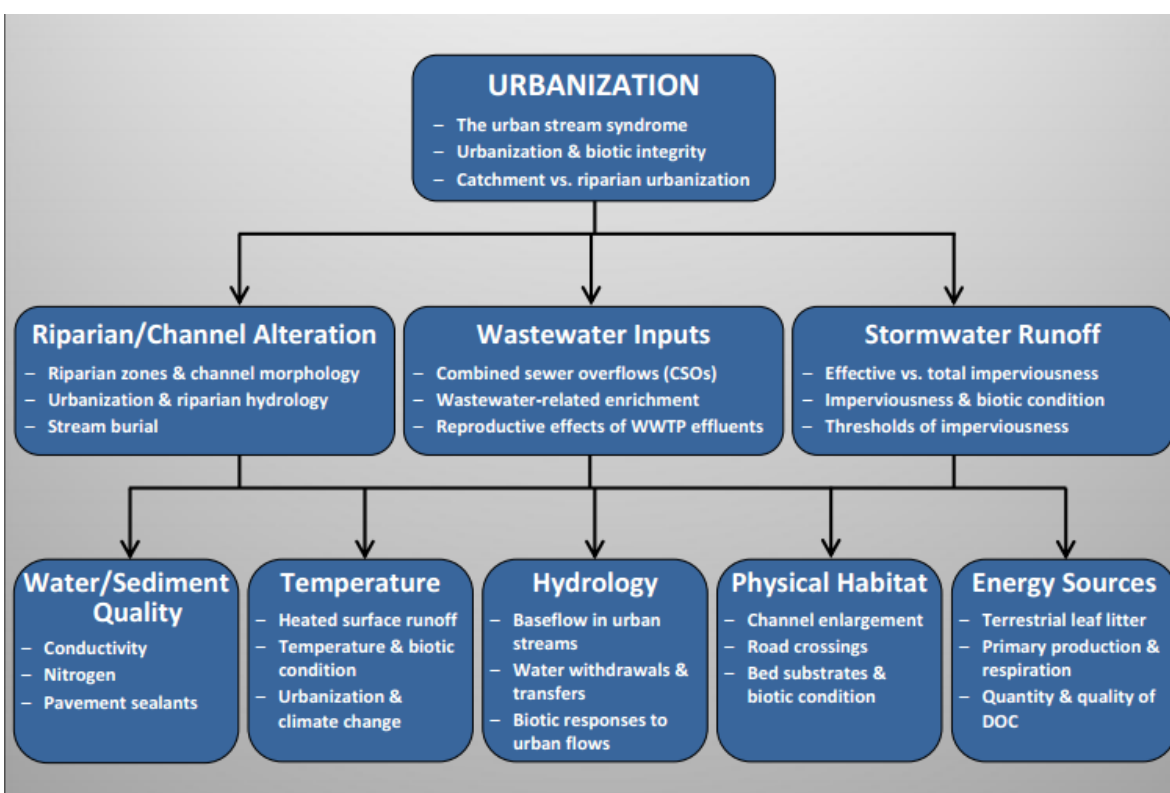 URBANIZATION
– The urban stream syndrome
– Urbanization & biotic integrity
– Catchment vs. riparian urbanization
Riparian/Channel Alteration
– Riparian zones & channel morphology
– Urbanization & riparian hydrology
– Stream burial
Wastewater Inputs
– Combined sewer overflows (CSOs)
– Wastewater-related enrichment
– Reproductive effects of WWTP effluents
Stormwater Runoff
– Effective vs. total imperviousness
– Imperviousness & biotic condition
– Thresholds of imperviousness
Water/Sediment
Quality
– Conductivity
– Nitrogen
– Pavement sealants
Temperature
– Heated surface runoff
– Temperature & biotic
condition
– Urbanization &
climate change
Hydrology
– Baseflow in urban
streams
– Water withdrawals &
transfers
– Biotic responses to
urban flows
Physical Habitat
– Channel enlargement
– Road crossings
– Bed substrates &
biotic condition
Energy Sources
– Terrestrial leaf litter
– Primary production &
respiration
– Quantity & quality of
DOC